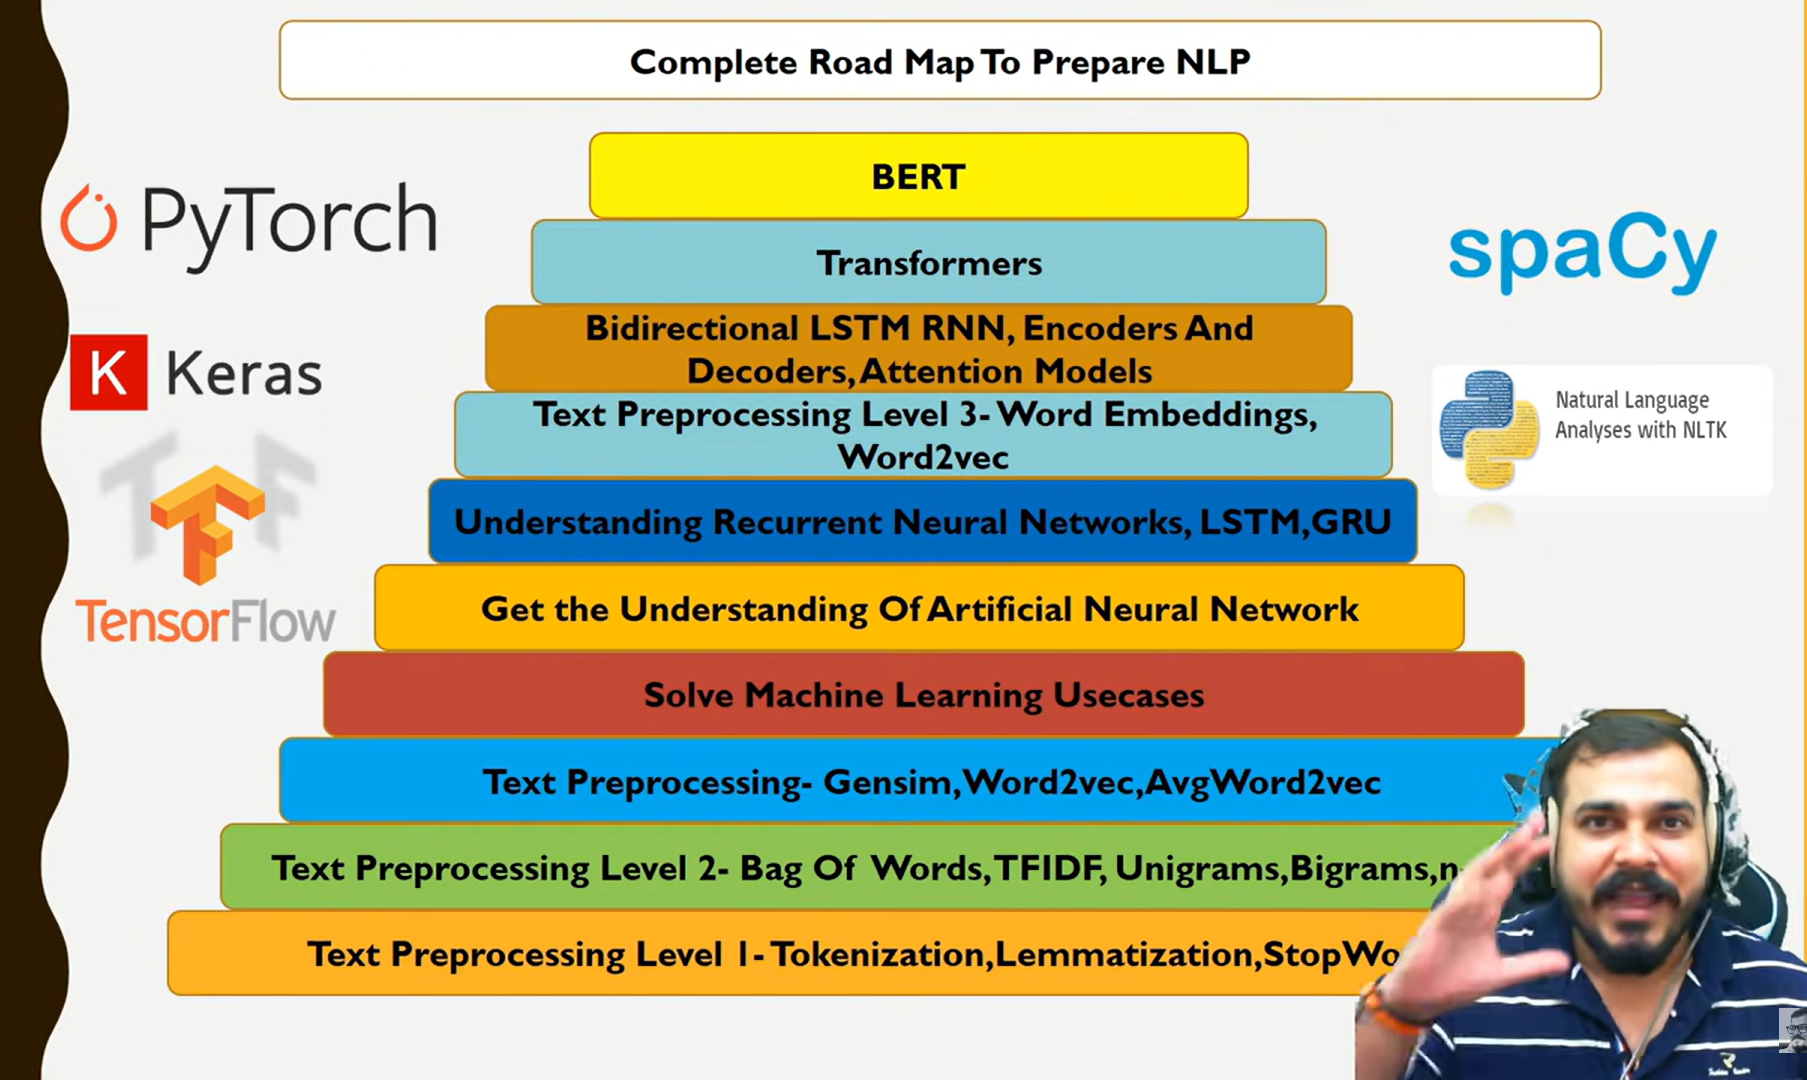 Complete Road Map To Prepare NLP
BERT
PyTorch
Transformers
spaCy
Bidirectional LSTM RNN, Encoders And
Decoders,Attention Models
Keras
Text Preprocessing Level 3- Word Embeddings,
Word2vec
Natural Language
Analyses with NLTK
Understanding Recurrent Neural Networks, LSTM,GRU
TensorFlow
Get the Understanding Of Artificial Neural Network
Solve Machine Learning Usecases
Text Preprocessing- Gensim,Word2vec,AvgWord2vec
Text Preprocessing Level 2- Bag Of Words,TFIDF, Unigrams,Bigrams,n
Text Preprocessing Level 1- Tokenization,Lemmatization,StopWo